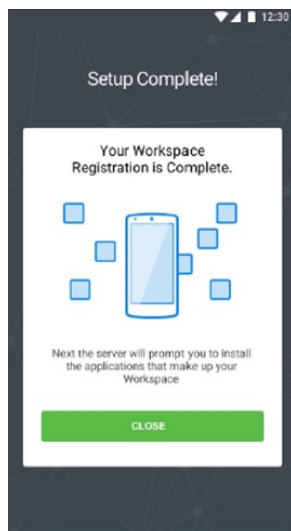 12:30
Setup Complete!
Your Workspace
Registration is Complete.
Next the server will prompt you to install
the applications that make up your
Workspace
CLOSE